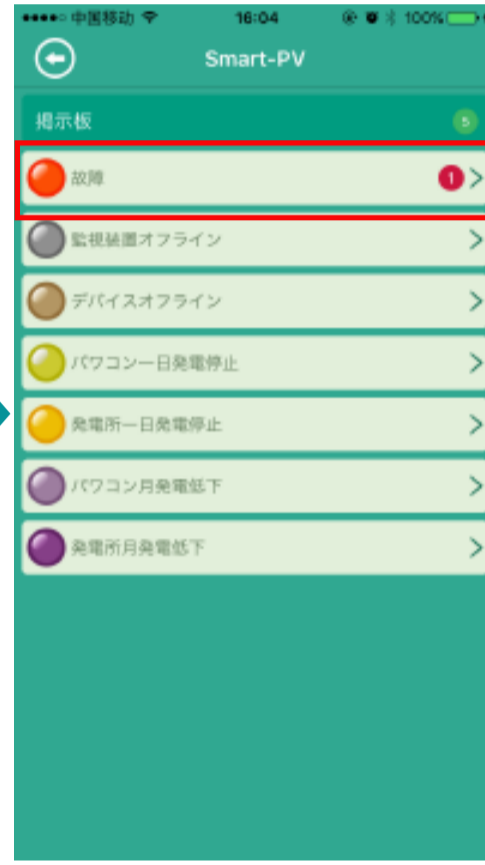 中国移动 16:04 100%
Smart-PV
掲示板 5
故障 1
監視装置オフライン
デバイスオフライン
パワコン一日発電停止
発電所一日発電停止
パワコン月発電低下
発電所月発電低下